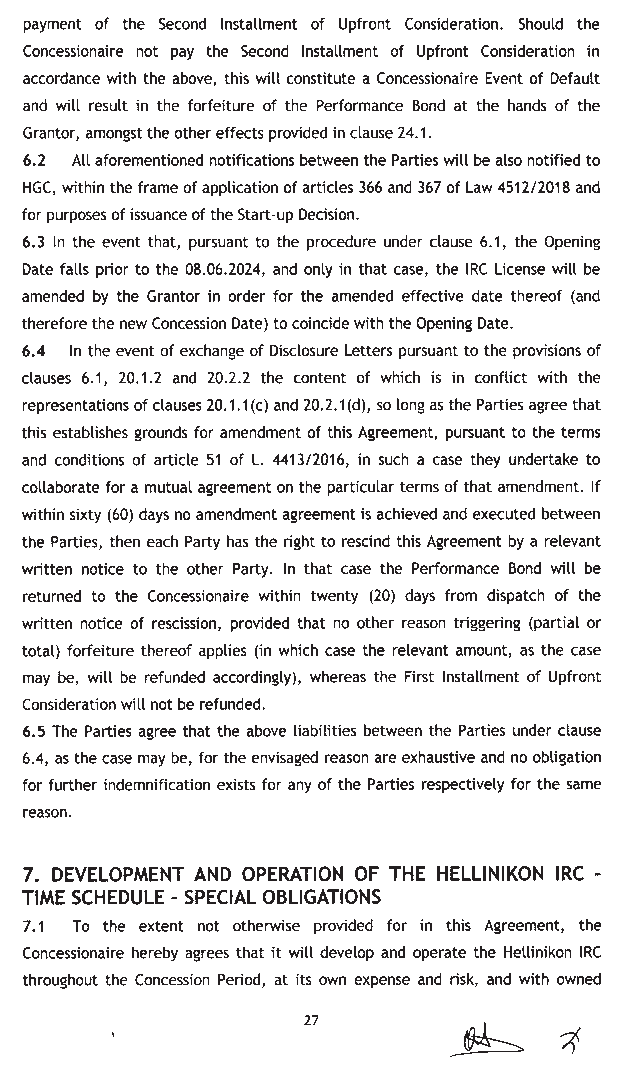 payment of the Second Installment of Upfront Consideration. Should the
Concessionaire not pay the Second Installment of Upfront Consideration in
accordance with the above, this will constitute a Concessionaire Event of Default
and will result in the forfeiture of the Performance Bond at the hands of the
Grantor, amongst the other effects provided in clause 24.1.
6.2 All aforementioned notifications between the Parties will be also notified to
HGC, within the frame of application of articles 366 and 367 of Law 4512/2018 and
for purposes of issuance of the Start-up Decision.
6.3 In the event that, pursuant to the procedure under clause 6.1, the Opening
Date falls prior to the 08.06.2024, and only in that case, the IRC License will be
amended by the Grantor in order for the amended effective date thereof (and
therefore the new Concession Date) to coincide with the Opening Date.
6.4 In the event of exchange of Disclosure Letters pursuant to the provisions of
clauses 6.1, 20.1.2 and 20.2.2 the content of which is in conflict with the
representations of clauses 20.1.1(c) and 20.2.1(d), so long as the Parties agree that
this establishes grounds for amendment of this Agreement, pursuant to the terms
and conditions of article 51 of L. 4413/2016, in such a case they undertake to
collaborate for a mutual agreement on the particular terms of that amendment. If
within sixty (60) days no amendment agreement is achieved and executed between
the Parties, then each Party has the right to rescind this Agreement by a relevant
written notice to the other Party. In that case the Performance Bond will be
returned to the Concessionaire within twenty (20) days from dispatch of the
written notice of rescission, provided that no other reason triggering (partial or
total) forfeiture thereof applies (in which case the relevant amount, as the case
may be, will be refunded accordingly), whereas the First Installment of Upfront
Consideration will not be refunded.
6.5 The Parties agree that the above liabilities between the Parties under clause
6.4, as the case may be, for the envisaged reason are exhaustive and no obligation
for further indemnification exists for any of the Parties respectively for the same
reason.
7. DEVELOPMENT AND OPERATION OF THE HELLINIKON IRC -
TIME SCHEDULE - SPECIAL OBLIGATIONS
7.1 To the extent not otherwise provided for in this Agreement, the
Concessionaire hereby agrees that it will develop and operate the Hellinikon IRC
throughout the Concession Period, at its own expense and risk, and with owned
27